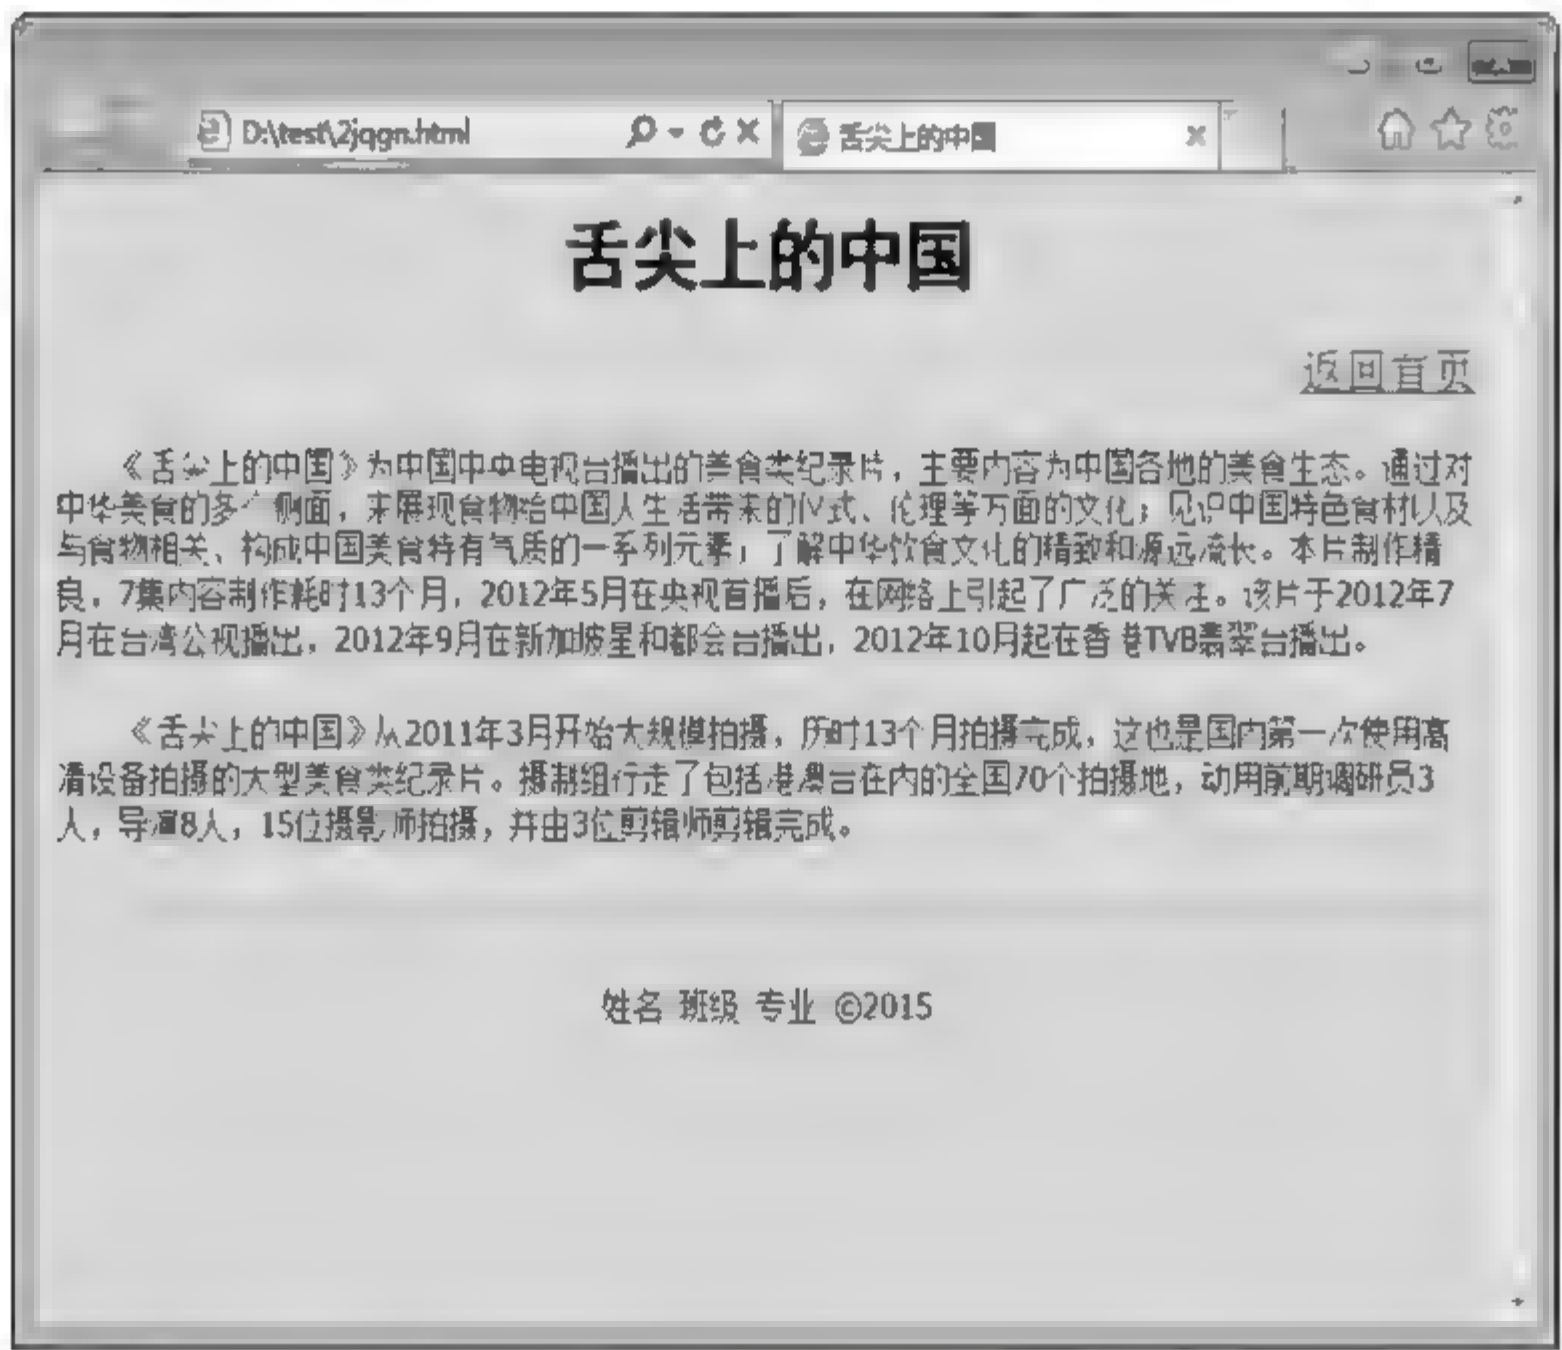 D:\test\2jqgn.html
舌尖上的中国
舌尖上的中国
返回首页
《舌尖上的中国》为中国中央电视台播出的美食类纪录片，主要内容为中国各地的美食生态。通过对
中华美食的多个侧面，来展现食物给中国人生活带来的仪式、伦理等方面的文化；见识中国特色食材以及
与食物相关、构成中国美食特有气质的一系列元素；了解中华饮食文化的精致和源远流长。本片制作精
良，7集内容制作耗时13个月，2012年5月在央视首播后，在网络上引起了广泛的关注。该片于2012年7
月在台湾公视播出，2012年9月在新加坡星和都会台播出，2012年10月起在香港TVB翡翠台播出。
《舌尖上的中国》从2011年3月开始大规模拍摄，历时13个月拍摄完成，这也是国内第一次使用高
清设备拍摄的大型美食类纪录片。摄制组行走了包括港澳台在内的全国70个拍摄地，动用前期调研员3
人，导演8人，15位摄影师拍摄，并由3位剪辑师剪辑完成。
姓名 班级 专业 ©2015